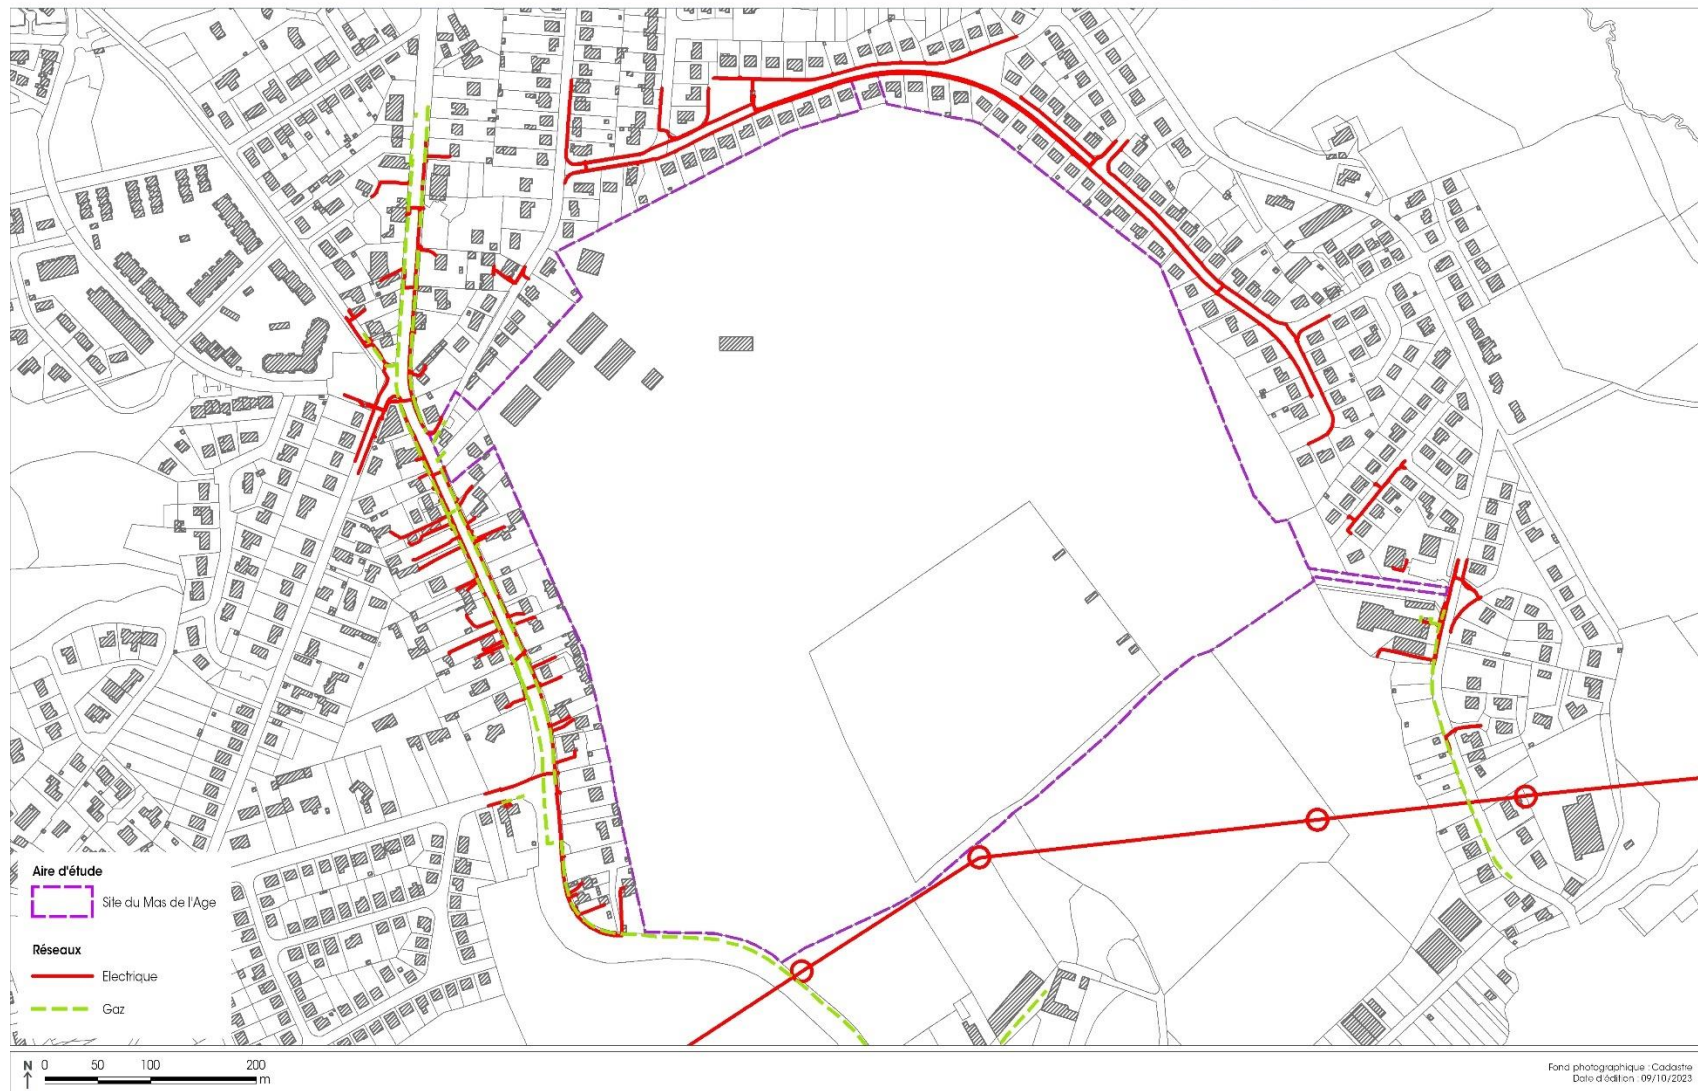 Aire d'étude
Site du Mas de l'Age
Réseaux
Electrique
Gaz
N 0 50 100 200
m
Fond photographique : Cadastre
Date d'édition : 09/10/2023